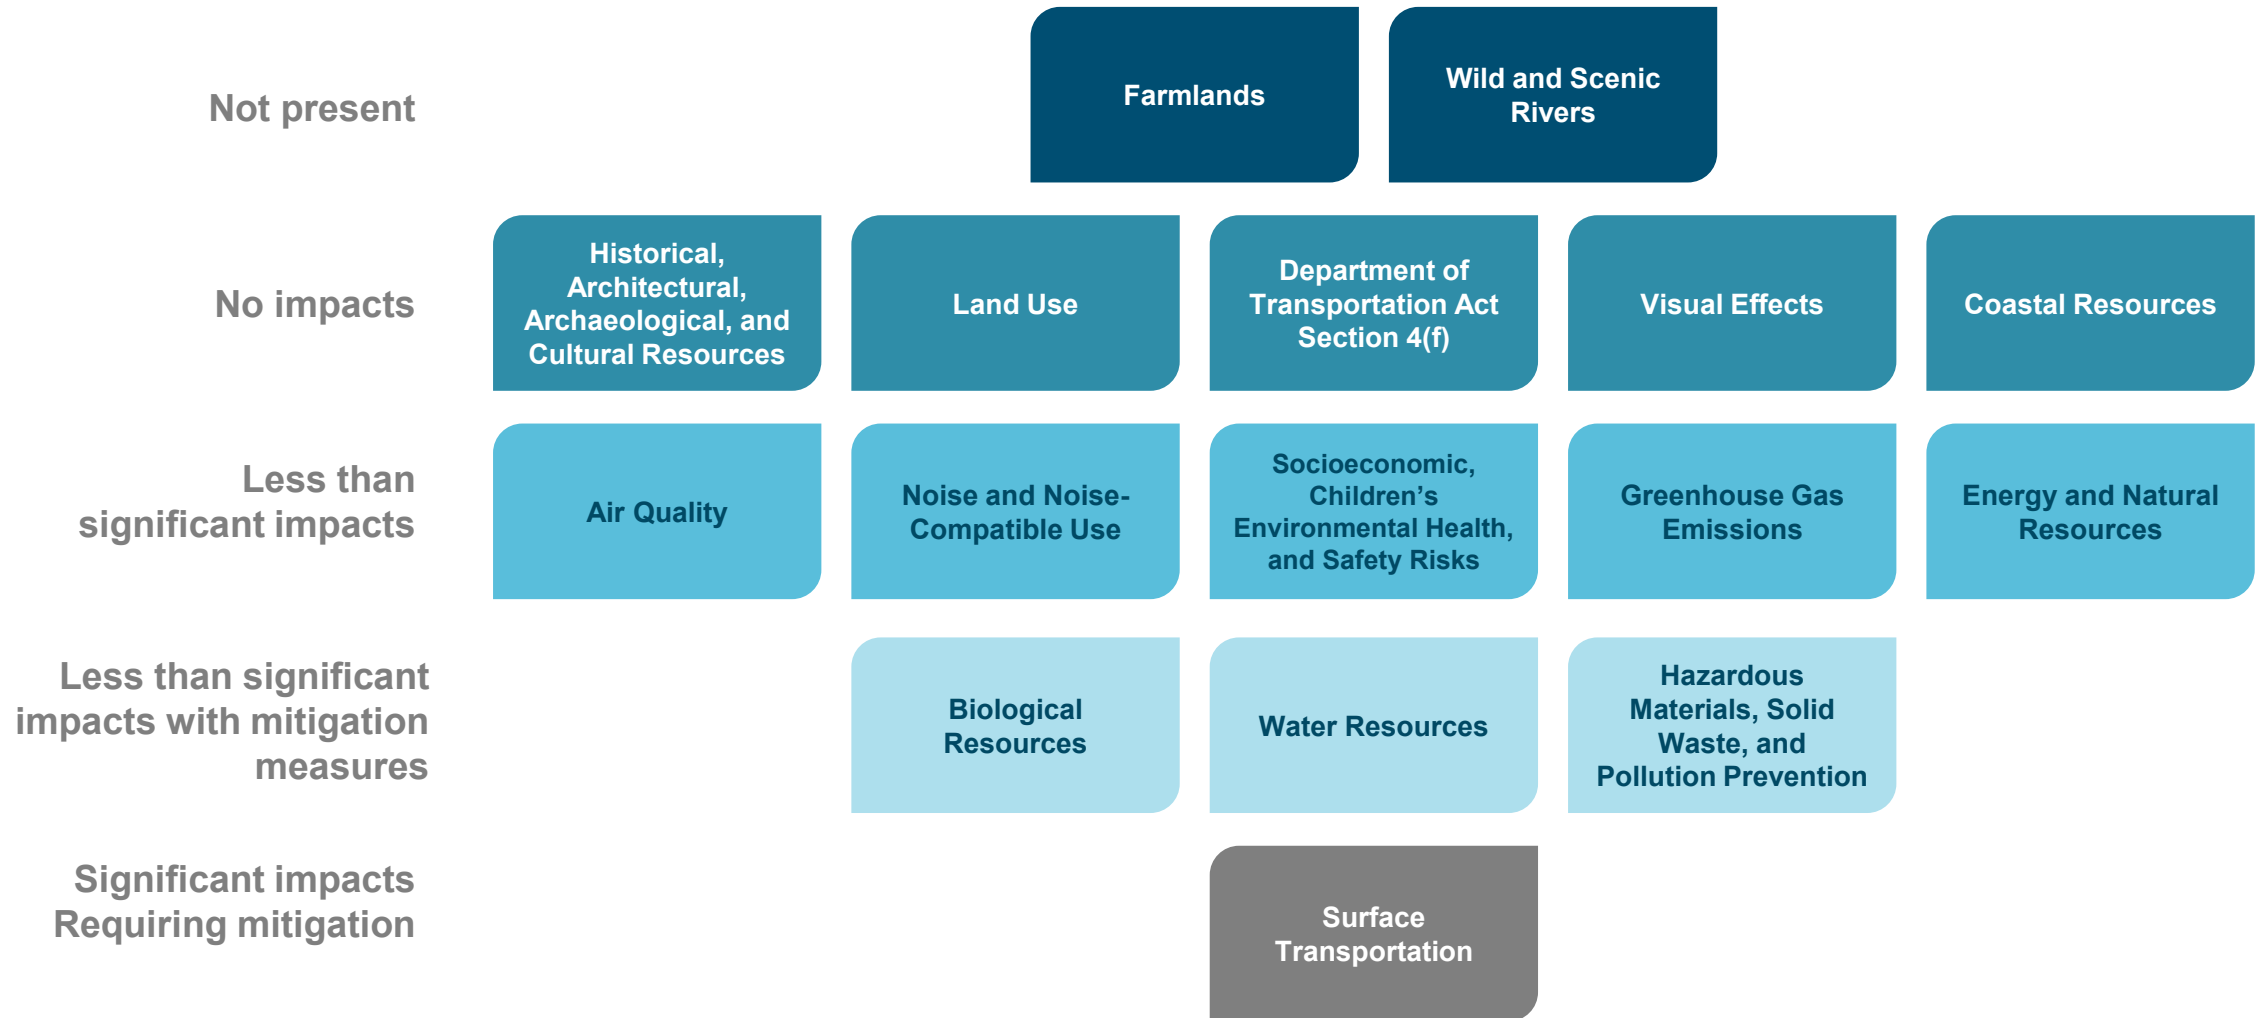 Not present
Farmlands
Wild and Scenic
Rivers
No impacts
Historical,
Architectural,
Archaeological, and
Cultural Resources
Land Use
Department of
Transportation Act
Section 4(f)
Visual Effects
Coastal Resources
Less than
significant impacts
Air Quality
Noise and Noise-
Compatible Use
Socioeconomic,
Children’s
Environmental Health,
and Safety Risks
Greenhouse Gas
Emissions
Energy and Natural
Resources
Less than significant
impacts with mitigation
measures
Biological
Resources
Water Resources
Hazardous
Materials, Solid
Waste, and
Pollution Prevention
Significant impacts
Requiring mitigation
Surface
Transportation